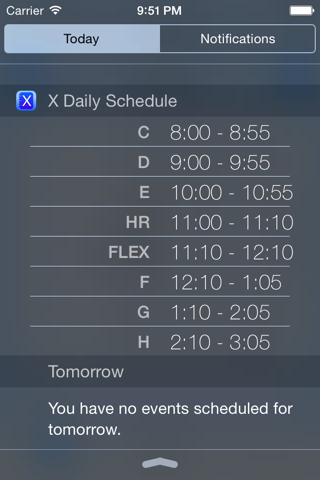 Carrier 9:51 PM
Today Notifications
X X Daily Schedule
C 8:00 - 8:55
D 9:00 - 9:55
E 10:00 - 10:55
HR 11:00 - 11:10
FLEX 11:10 - 12:10
F 12:10 - 1:05
G 1:10 - 2:05
H 2:10 - 3:05
Tomorrow
You have no events scheduled for
tomorrow.